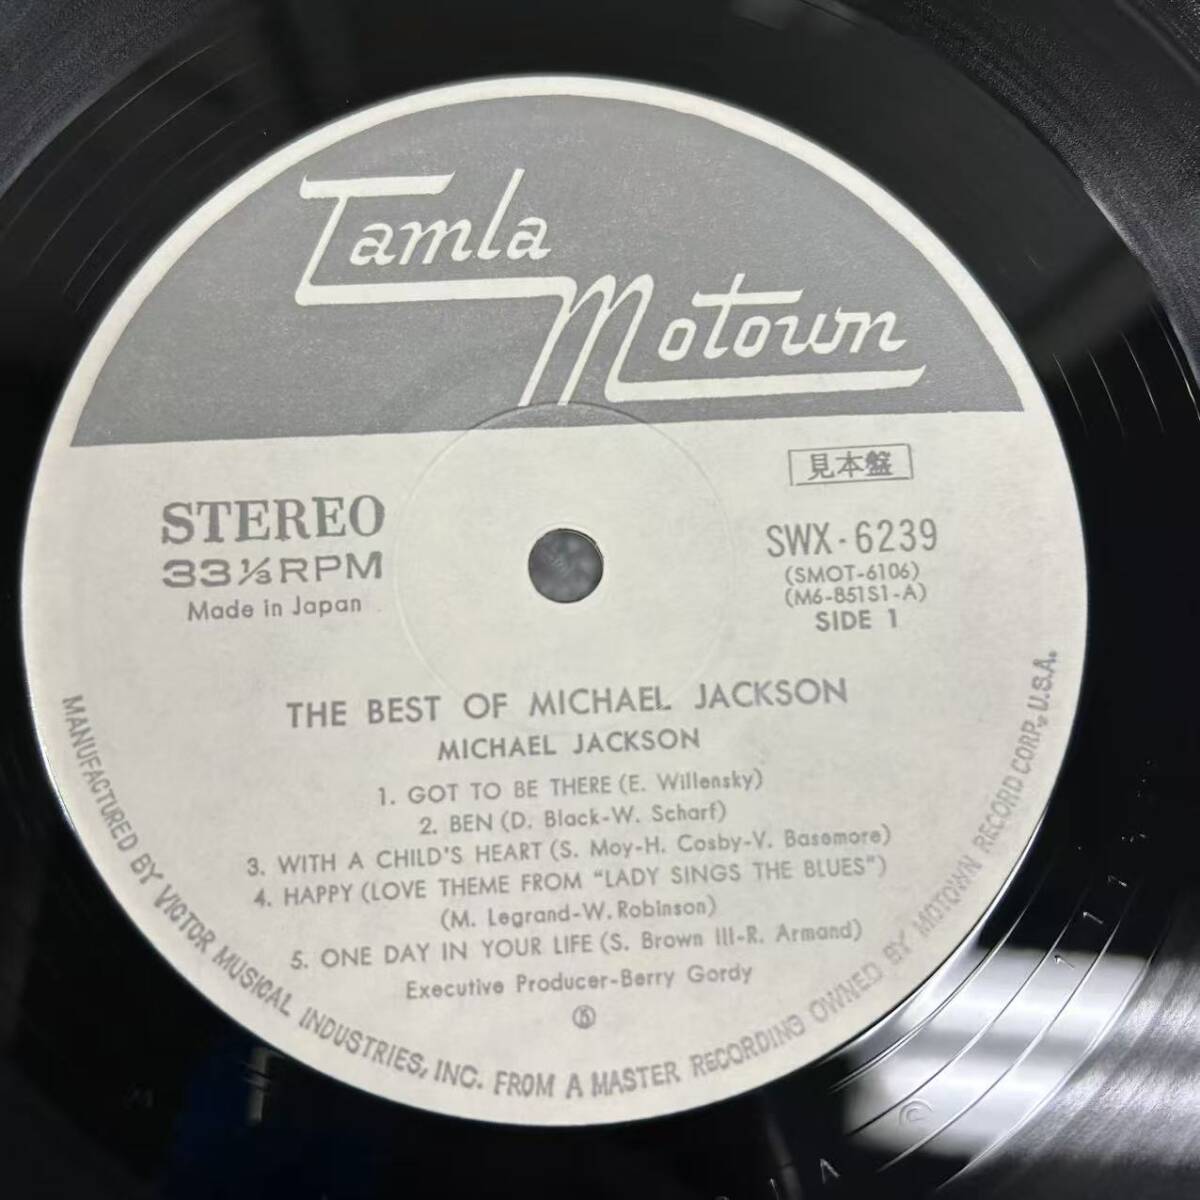 Tamla
Motown
見本盤
STEREO
33 ⅓ RPM
Made in Japan
SWX-6239
(SMOT-6106)
(M6-851S1-A)
SIDE 1
THE BEST OF MICHAEL JACKSON
MICHAEL JACKSON
1. GOT TO BE THERE (E. Willensky)
2. BEN (D. Black-W. Scharf)
3. WITH A CHILD'S HEART (S. Moy-H. Cosby-V. Basemore)
4. HAPPY (LOVE THEME FROM "LADY SINGS THE BLUES")
(M. Legrand-W. Robinson)
5. ONE DAY IN YOUR LIFE (S. Brown III-R. Armand)
Executive Producer-Berry Gordy
MANUFACTURED BY VICTOR MUSICAL INDUSTRIES, INC. FROM A MASTER RECORDING OWNED BY MOTOWN RECORD CORP., U.S.A.